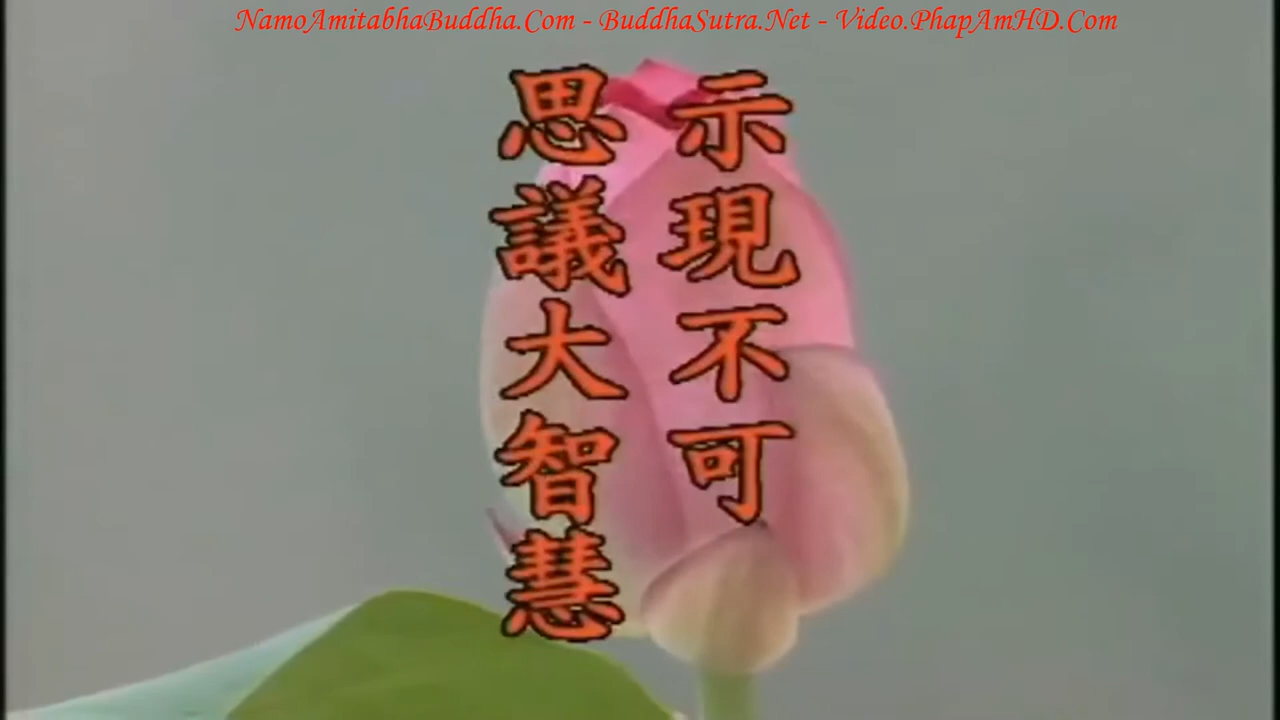 NamoAmitabhaBuddha.Com - BuddhaSutra.Net - Video.PhapAmHD.Com
示現不可
思議大智慧